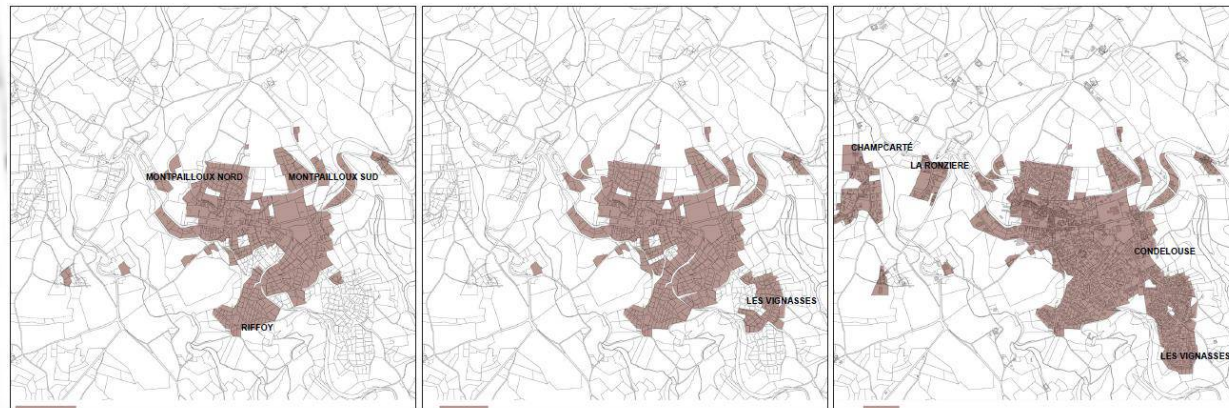 MONTPAILLOUX NORD
MONTPAILLOUX SUD
RIFFOY
LES VIGNASSES
CHAMPCARTÉ
LA RONZIERE
CONDELOUSE
LES VIGNASSES